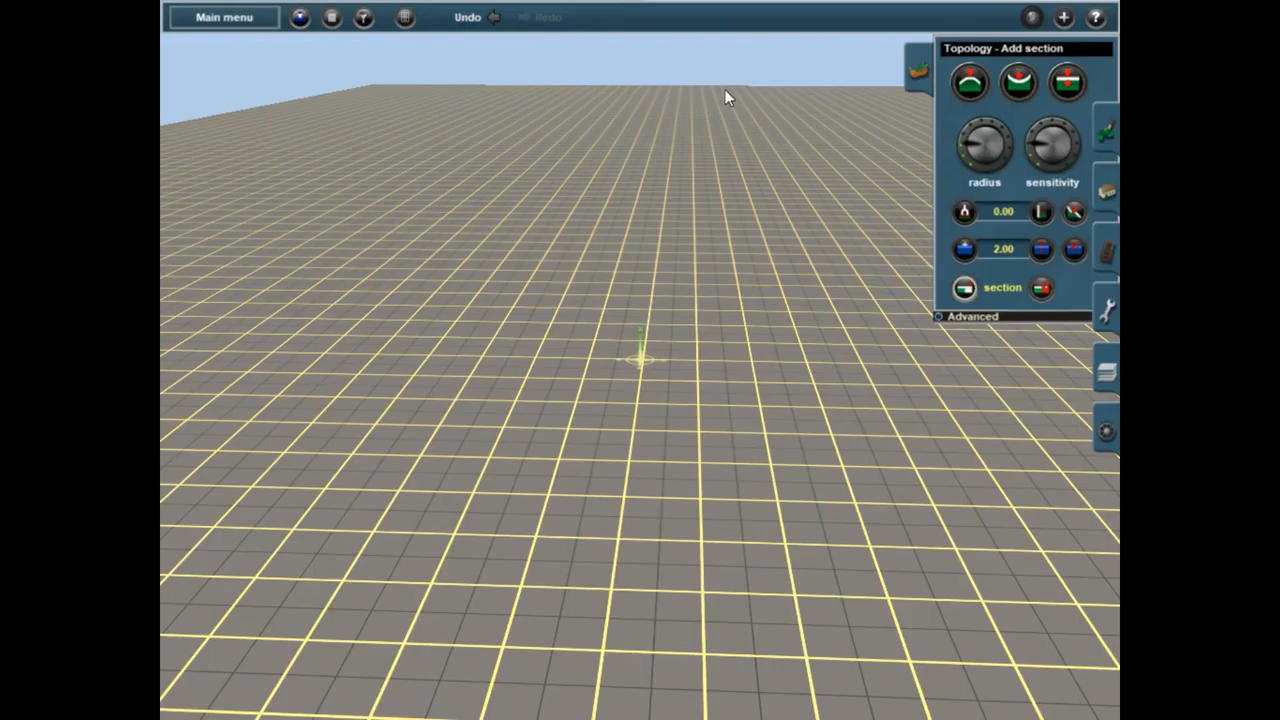 Main menu
Undo
Redo
Topology - Add section
radius
sensitivity
0.00
2.00
section
Advanced